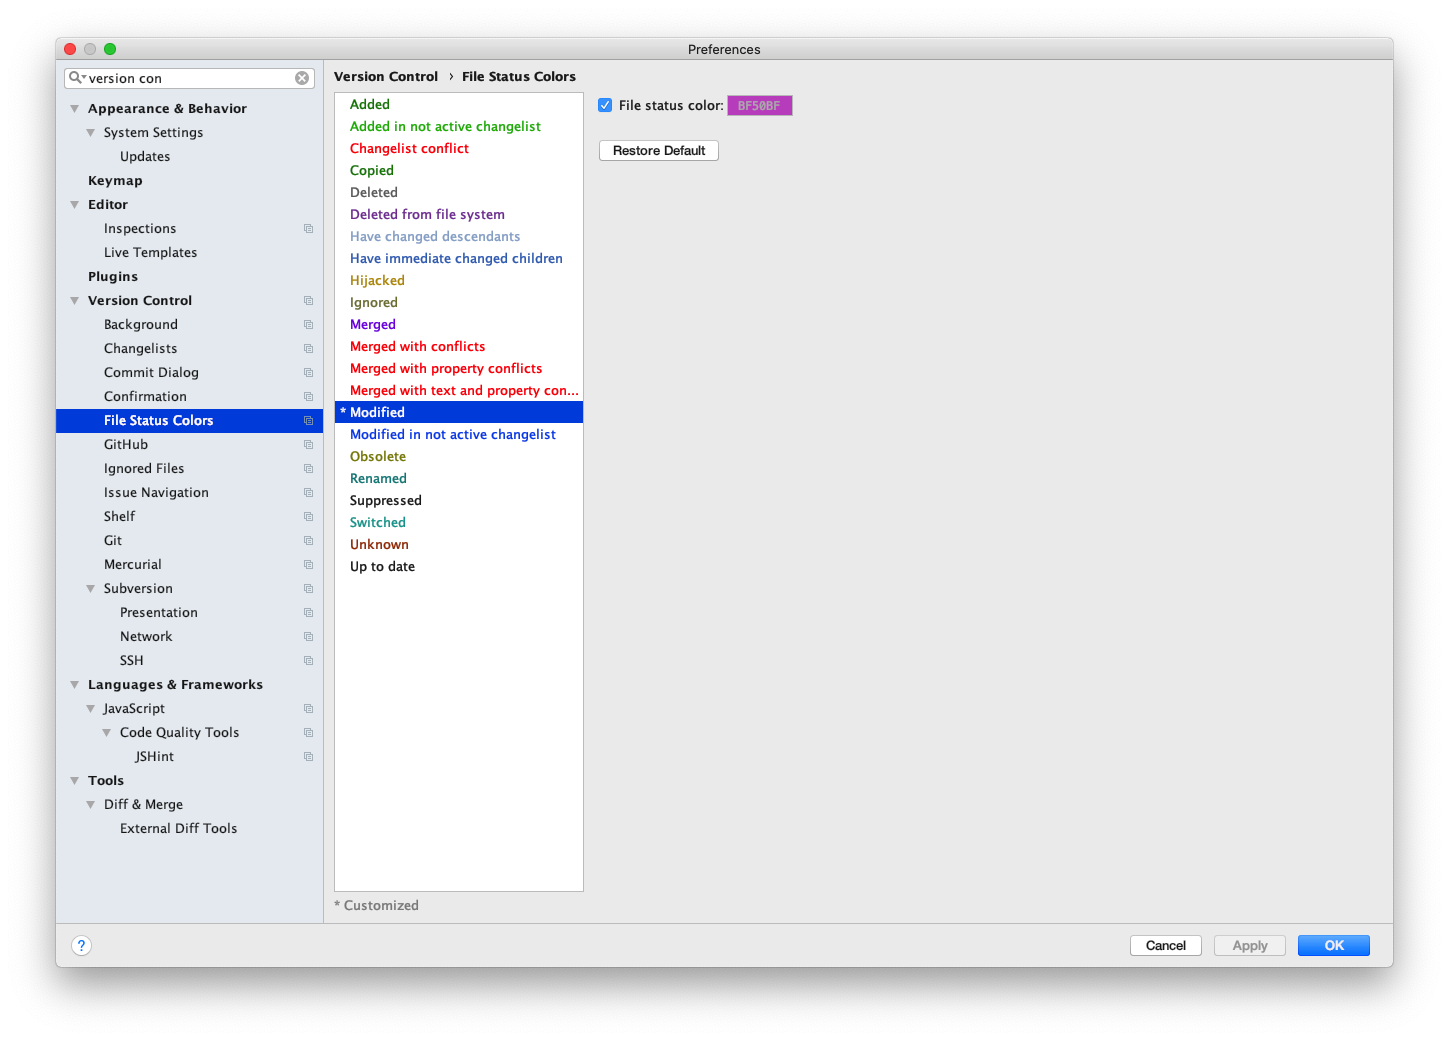 Preferences
version con
Appearance & Behavior
System Settings
Updates
Keymap
Editor
Inspections
Live Templates
Plugins
Version Control
Background
Changelists
Commit Dialog
Confirmation
File Status Colors
GitHub
Ignored Files
Issue Navigation
Shelf
Git
Mercurial
Subversion
Presentation
Network
SSH
Languages & Frameworks
JavaScript
Code Quality Tools
JSHint
Tools
Diff & Merge
External Diff Tools
Version Control › File Status Colors
Added
Added in not active changelist
Changelist conflict
Copied
Deleted
Deleted from file system
Have changed descendants
Have immediate changed children
Hijacked
Ignored
Merged
Merged with conflicts
Merged with property conflicts
Merged with text and property con...
* Modified
Modified in not active changelist
Obsolete
Renamed
Suppressed
Switched
Unknown
Up to date
* Customized
File status color: BF50BF
Restore Default
?
Cancel
Apply
OK